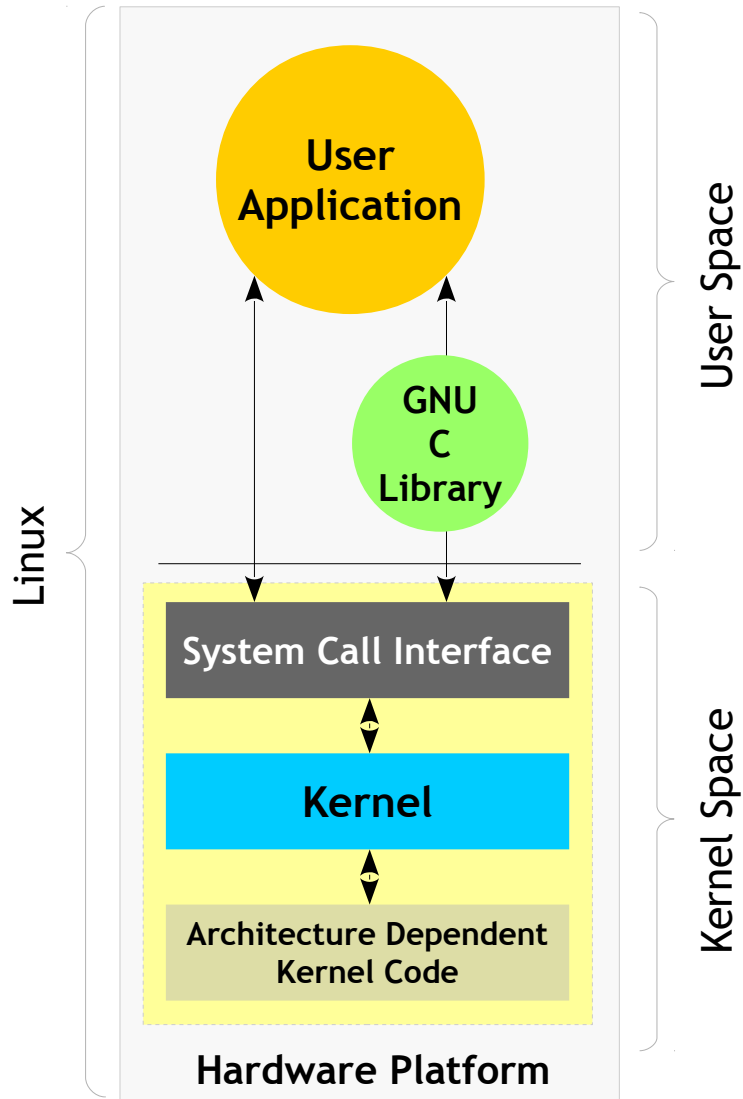 User
Application
GNU
C
Library
System Call Interface
Kernel
Architecture Dependent
Kernel Code
Hardware Platform
Linux
User Space
Kernel Space